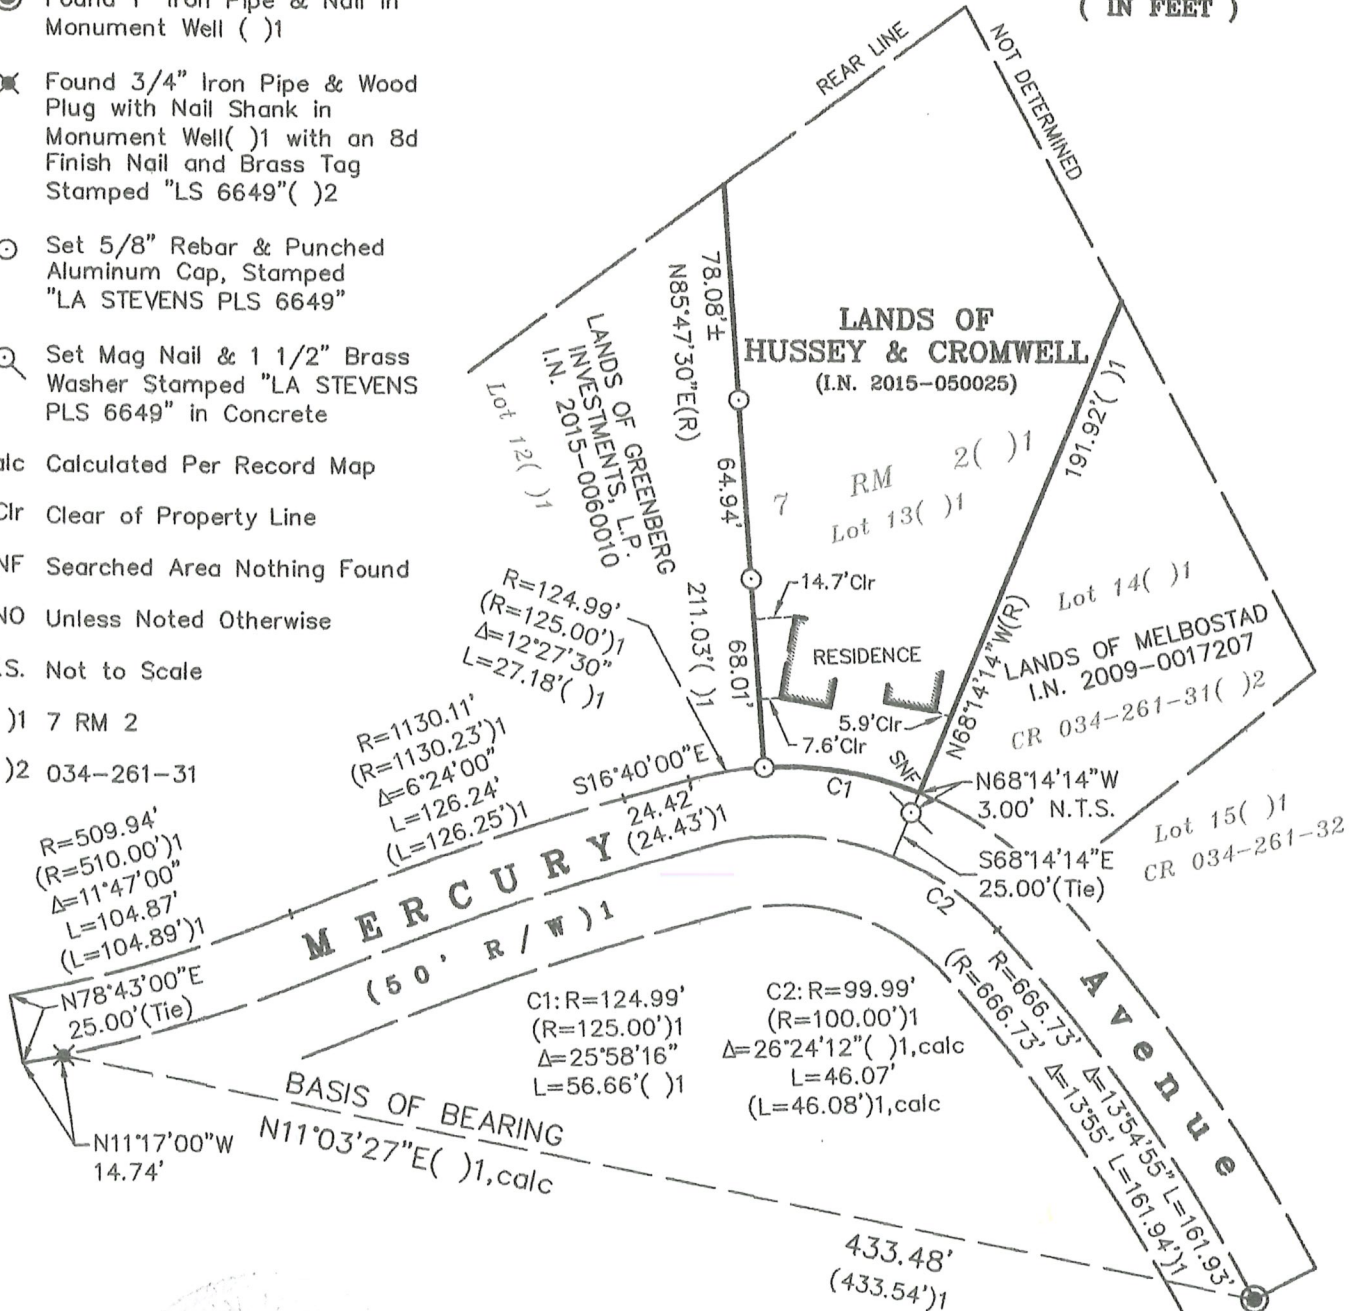 Found 1" Iron Pipe & Nail in
Monument Well ( )1
Found 3/4" Iron Pipe & Wood
Plug with Nail Shank in
Monument Well( )1 with an 8d
Finish Nail and Brass Tag
Stamped "LS 6649"( )2
Set 5/8" Rebar & Punched
Aluminum Cap, Stamped
"LA STEVENS PLS 6649"
Set Mag Nail & 1 1/2" Brass
Washer Stamped "LA STEVENS
PLS 6649" in Concrete
alc Calculated Per Record Map
Clr Clear of Property Line
NF Searched Area Nothing Found
NO Unless Noted Otherwise
.S. Not to Scale
)1 7 RM 2
)2 034-261-31
( IN FEET )
REAR LINE
NOT DETERMINED
78.08'±
N85°47'30"E(R)
LANDS OF
HUSSEY & CROMWELL
(I.N. 2015-050025)
LANDS OF GREENBERG
INVESTMENTS, L.P.
I.N. 2015-0060010
Lot 12( )1
64.94'
7 RM 2( )1
Lot 13( )1
191.92'( )1
N68°14'14"W(R)
Lot 14( )1
LANDS OF MELBOSTAD
I.N. 2009-0017207
CR 034-261-31( )2
14.7'Clr
RESIDENCE
211.03'( )1
68.01'
5.9'Clr
7.6'Clr
SNF
N68°14'14"W
3.00' N.T.S.
S68°14'14"E
25.00'(Tie)
Lot 15( )1
CR 034-261-32
R=124.99'
(R=125.00')1
Δ=12°27'30"
L=27.18'( )1
R=1130.11'
(R=1130.23')1
Δ=6°24'00"
L=126.24'
(L=126.25')1
S16°40'00"E
24.42'
(24.43')1
C1
C2
R=509.94'
(R=510.00')1
Δ=11°47'00"
L=104.87'
(L=104.89')1
MERCURY
(50' R/W)1
Avenue
N78°43'00"E
25.00'(Tie)
N11°17'00"W
14.74'
C1: R=124.99'
(R=125.00')1
Δ=25°58'16"
L=56.66'( )1
C2: R=99.99'
(R=100.00')1
Δ=26°24'12"( )1,calc
L=46.07'
(L=46.08')1,calc
R=666.73' Δ=13°54'55" L=161.93'
(R=666.73' Δ=13°55' L=161.94')1
BASIS OF BEARING
N11°03'27"E( )1,calc
433.48'
(433.54')1